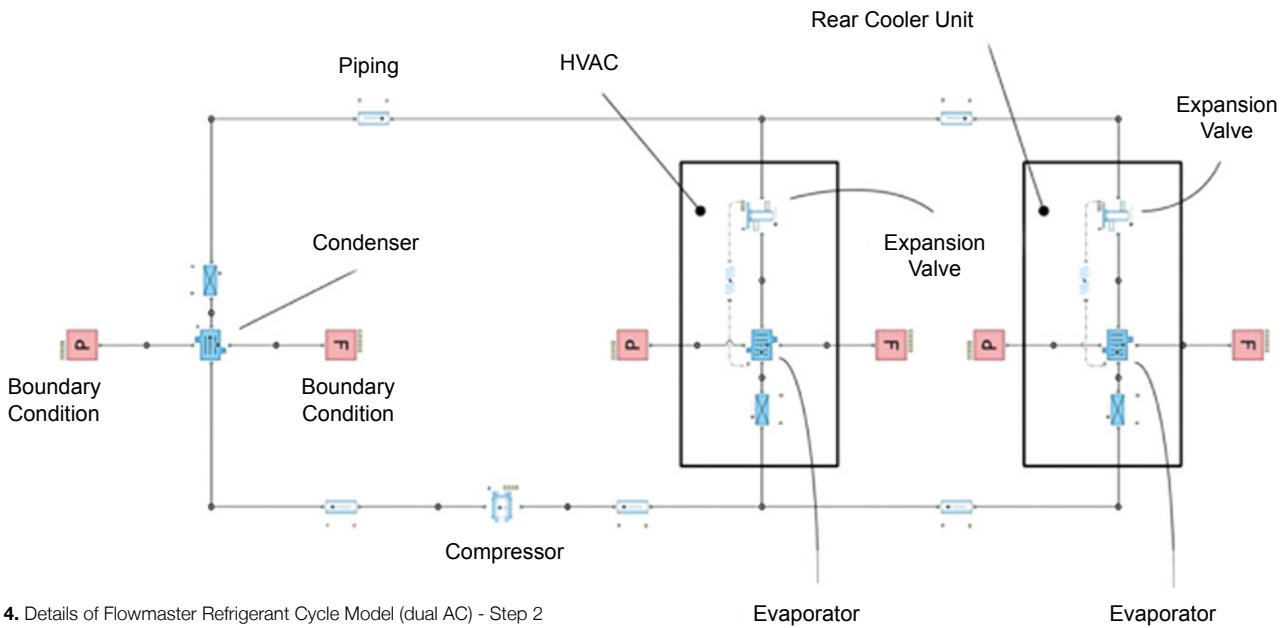 Rear Cooler Unit
Piping
HVAC
Expansion
Valve
Condenser
Expansion
Valve
P
F
P
F
P
F
Boundary
Condition
Boundary
Condition
Compressor
4. Details of Flowmaster Refrigerant Cycle Model (dual AC) - Step 2
Evaporator
Evaporator